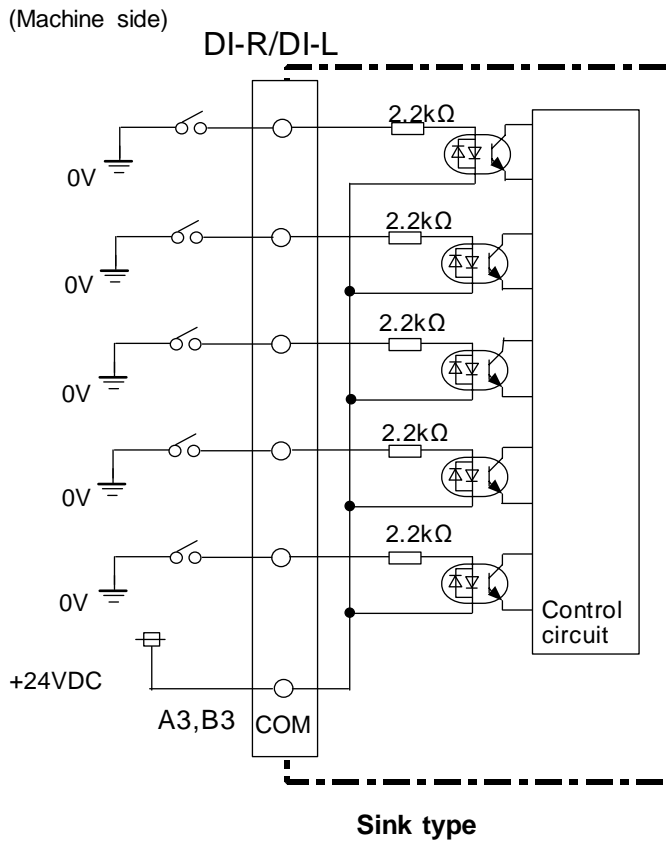 (Machine side)
DI-R/DI-L
2.2kΩ
0V
2.2kΩ
0V
2.2kΩ
0V
2.2kΩ
0V
2.2kΩ
0V
Control
circuit
+24VDC
A3,B3
COM
Sink type